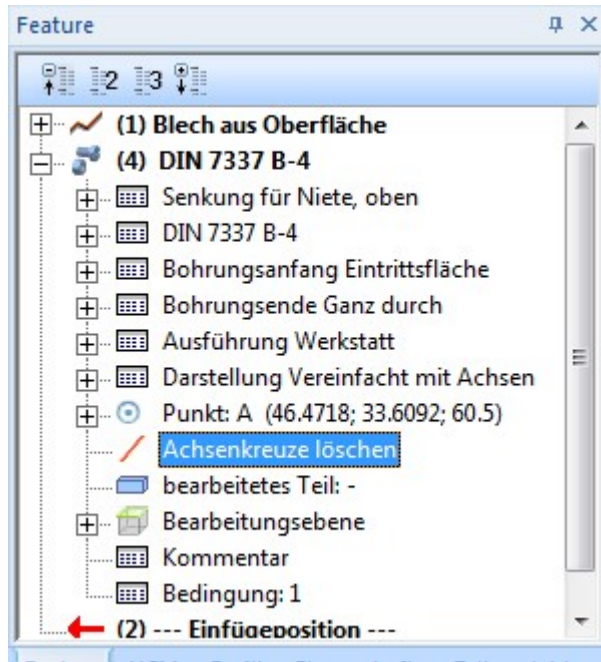 Feature
2 3
(1) Blech aus Oberfläche
(4) DIN 7337 B-4
Senkung für Niete, oben
DIN 7337 B-4
Bohrungsanfang Eintrittsfläche
Bohrungsende Ganz durch
Ausführung Werkstatt
Darstellung Vereinfacht mit Achsen
Punkt: A (46.4718; 33.6092; 60.5)
Achsenkreuze löschen
bearbeitetes Teil: -
Bearbeitungsebene
Kommentar
Bedingung: 1
(2) --- Einfügeposition ---